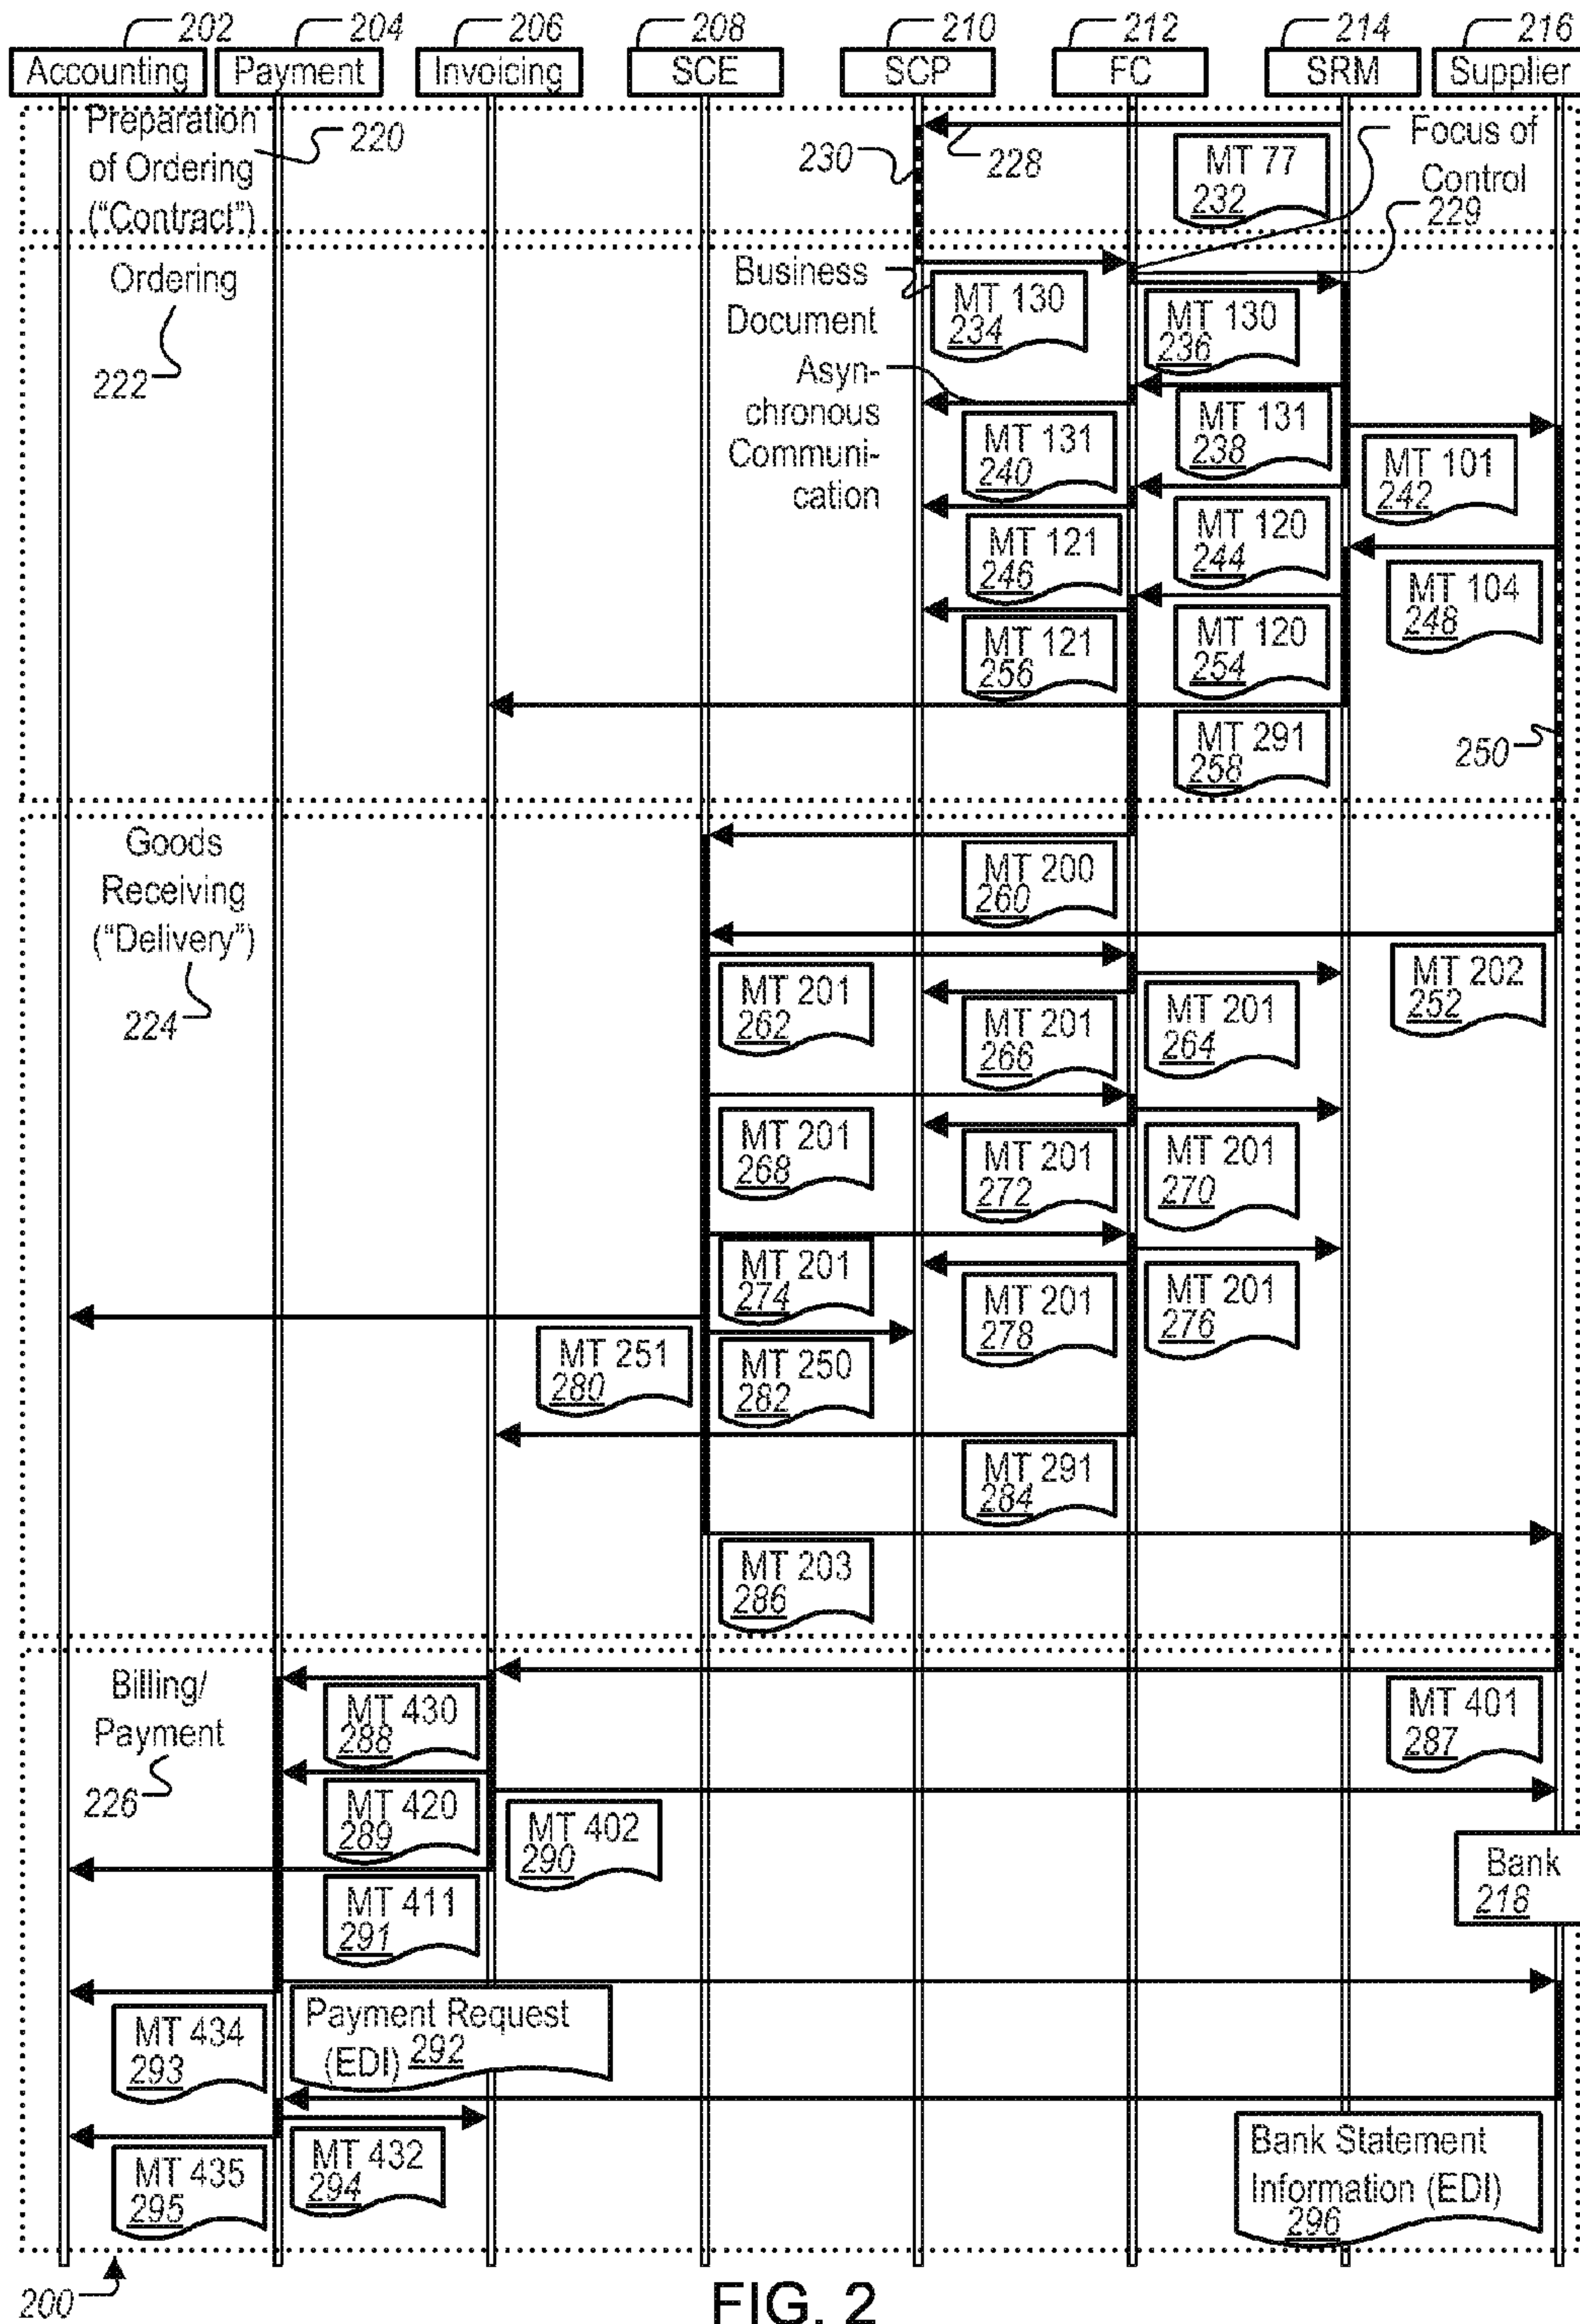 202 204 206 208 210 212 214 216
Accounting Payment Invoicing SCE SCP FC SRM Supplier
Preparation
of Ordering
("Contract")
220
230
228
MT 77
232
Focus of
Control
229
Ordering
222
Business
Document
MT 130
234
MT 130
236
Asyn-
chronous
Communi-
cation
MT 131
238
MT 131
240
MT 101
242
MT 120
244
MT 121
246
MT 104
248
MT 120
254
MT 121
256
MT 291
258
250
Goods
Receiving
("Delivery")
224
MT 200
260
MT 202
252
MT 201
262
MT 201
266
MT 201
264
MT 201
268
MT 201
272
MT 201
270
MT 201
274
MT 201
278
MT 201
276
MT 251
280
MT 250
282
MT 291
284
MT 203
286
Billing/
Payment
226
MT 430
288
MT 401
287
MT 420
289
MT 402
290
Bank
218
MT 411
291
Payment Request
(EDI) 292
MT 434
293
MT 432
294
MT 435
295
Bank Statement
Information (EDI)
296
200
FIG. 2